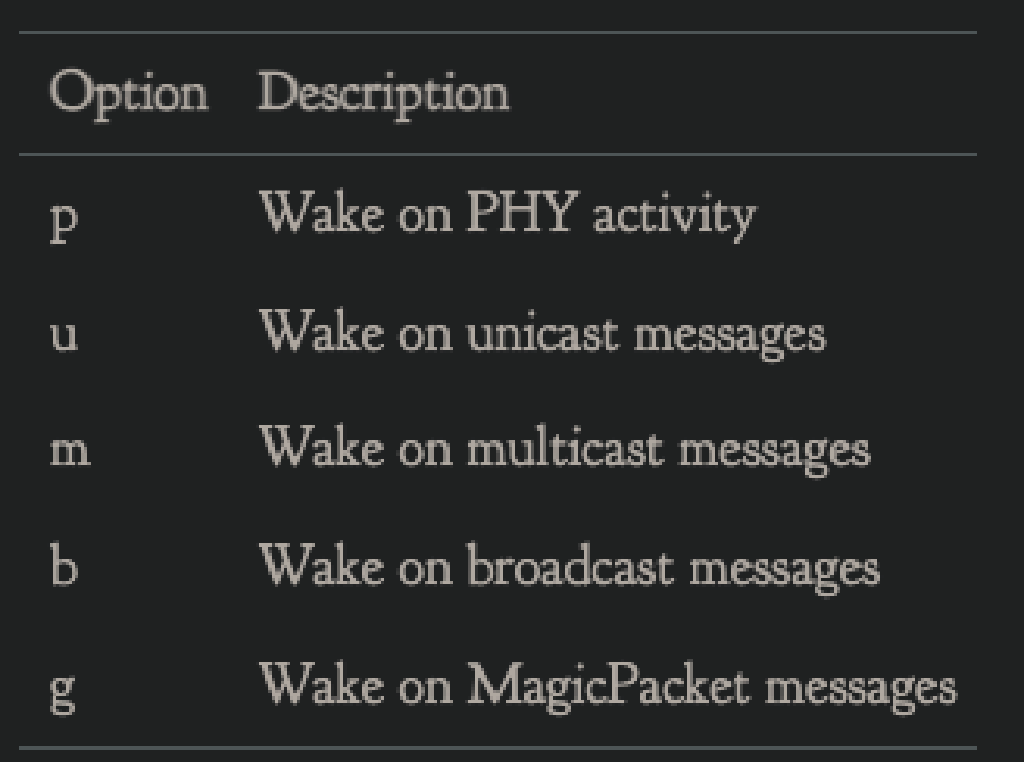 Option Description
p Wake on PHY activity
u Wake on unicast messages
m Wake on multicast messages
b Wake on broadcast messages
g Wake on MagicPacket messages